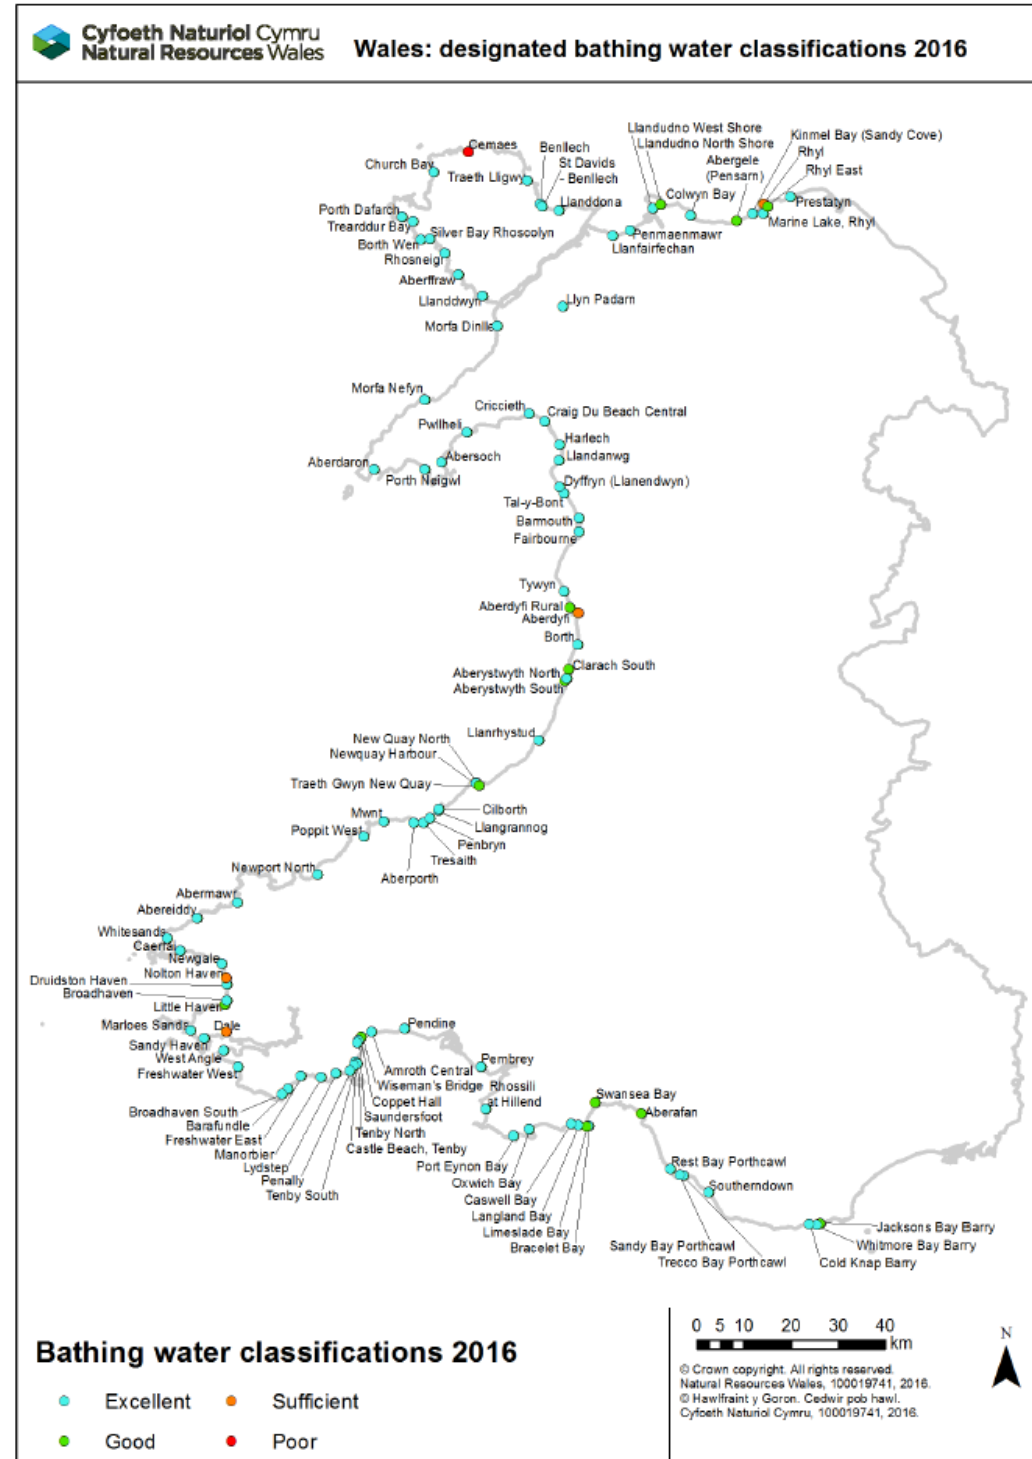 Cyfoeth Naturiol Cymru
Natural Resources Wales
Wales: designated bathing water classifications 2016
Cemaes
Church Bay
Traeth Lligwy
Benllech
St Davids
- Benllech
Llanddona
Llandudno West Shore
Llandudno North Shore
Abergele
(Pensarn)
Colwyn Bay
Kinmel Bay (Sandy Cove)
Rhyl
Rhyl East
Prestatyn
Marine Lake, Rhyl
Penmaenmawr
Llanfairfechan
Porth Dafarch
Trearddur Bay
Silver Bay Rhoscolyn
Borth Wen
Rhosneigr
Aberffraw
Llanddwyn
Llyn Padarn
Morfa Dinlle
Morfa Nefyn
Criccieth
Craig Du Beach Central
Pwllheli
Harlech
Llandanwg
Abersoch
Aberdaron
Porth Neigwl
Dyffryn (Llanendwyn)
Tal-y-Bont
Barmouth
Fairbourne
Tywyn
Aberdyfi Rural
Aberdyfi
Borth
Clarach South
Aberystwyth North
Aberystwyth South
Llanrhystud
New Quay North
Newquay Harbour
Traeth Gwyn New Quay
Cilborth
Llangrannog
Penbryn
Tresaith
Aberporth
Mwnt
Poppit West
Newport North
Abermawr
Abereiddy
Whitesands
Caerfai
Newgale
Nolton Haven
Druidston Haven
Broadhaven
Little Haven
Marloes Sands
Dale
Sandy Haven
West Angle
Freshwater West
Broadhaven South
Barafundle
Freshwater East
Manorbier
Lydstep
Penally
Tenby South
Pendine
Amroth Central
Wiseman's Bridge
Coppet Hall
Saundersfoot
Tenby North
Castle Beach, Tenby
Pembrey
Rhossili
at Hillend
Port Eynon Bay
Oxwich Bay
Caswell Bay
Langland Bay
Limeslade Bay
Bracelet Bay
Swansea Bay
Aberafan
Rest Bay Porthcawl
Southerndown
Sandy Bay Porthcawl
Trecco Bay Porthcawl
Jacksons Bay Barry
Whitmore Bay Barry
Cold Knap Barry
Bathing water classifications 2016
Excellent
Sufficient
Good
Poor
0 5 10 20 30 40
km
N
© Crown copyright. All rights reserved.
Natural Resources Wales, 100019741, 2016.
© Hawlfraint y Goron. Cedwir pob hawl.
Cyfoeth Naturiol Cymru, 100019741, 2016.